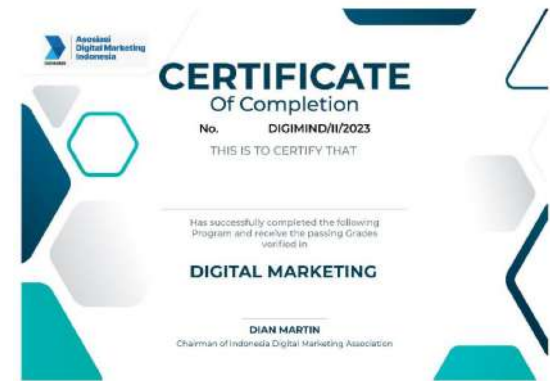 Asosiasi
Digital Marketing
Indonesia
CERTIFICATE
Of Completion
No. DIGIMIND/II/2023
THIS IS TO CERTIFY THAT
Has successfully completed the following
Program and receive the passing Grades
verified in
DIGITAL MARKETING
DIAN MARTIN
Chairman of Indonesia Digital Marketing Association